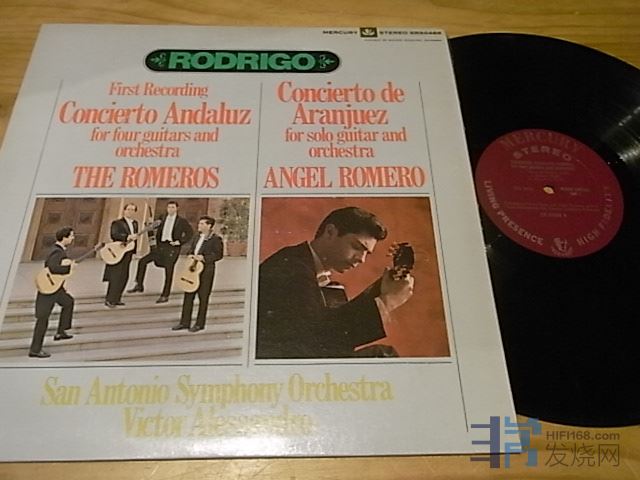 MERCURY STEREO SR90488
RODRIGO
First Recording
Concierto Andaluz
for four guitars and
orchestra
THE ROMEROS
Concierto de
Aranjuez
for solo guitar and
orchestra
ANGEL ROMERO
San Antonio Symphony Orchestra
Victor Alessandro
MERCURY
STEREO
LIVING PRESENCE
HIGH FIDELITY
HIFI168.com
发烧网